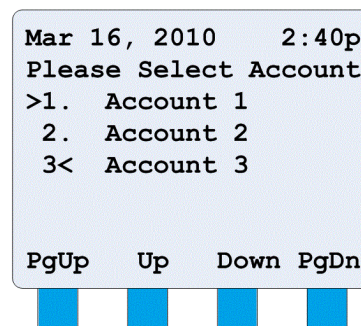 Mar 16, 2010 2:40p
Please Select Account
>1. Account 1
2. Account 2
3< Account 3
PgUp Up Down PgDn